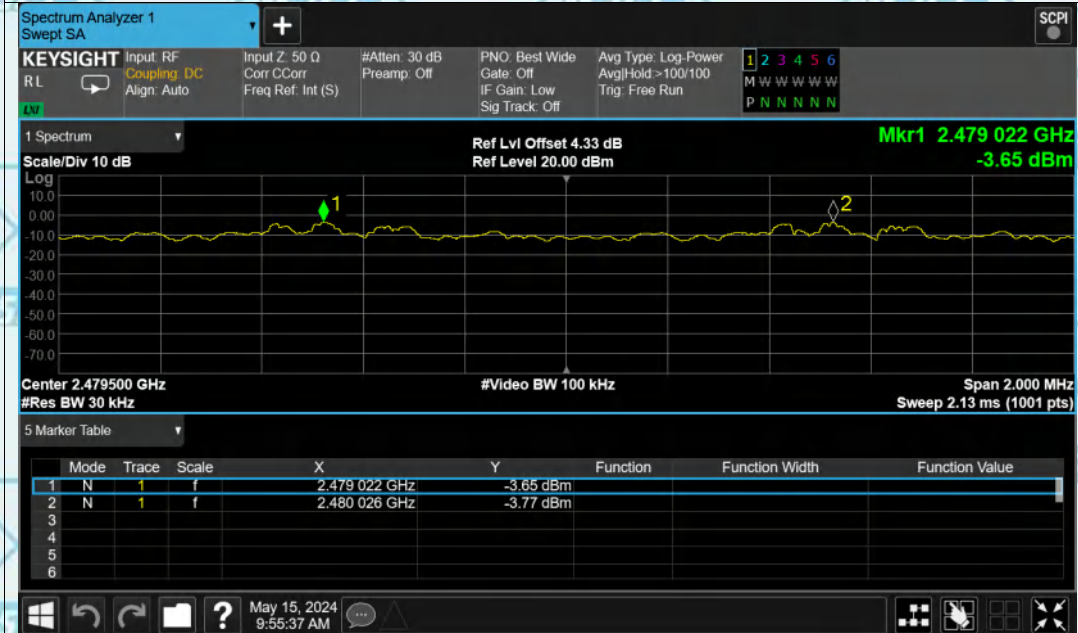 Spectrum Analyzer 1
Swept SA
+
SCPI
KEYSIGHT
RL
LXI
Input: RF
Coupling: DC
Align: Auto
Input Z: 50 Ω
Corr CCorr
Freq Ref: Int (S)
#Atten: 30 dB
Preamp: Off
PNO: Best Wide
Gate: Off
IF Gain: Low
Sig Track: Off
Avg Type: Log-Power
Avg|Hold:>100/100
Trig: Free Run
1 2 3 4 5 6
M W W W W W
P N N N N N
1 Spectrum
Scale/Div 10 dB
Ref Lvl Offset 4.33 dB
Ref Level 20.00 dBm
Mkr1 2.479 022 GHz
-3.65 dBm
Log
10.0
0.00
-10.0
-20.0
-30.0
-40.0
-50.0
-60.0
-70.0
1
2
Center 2.479500 GHz
#Video BW 100 kHz
Span 2.000 MHz
#Res BW 30 kHz
Sweep 2.13 ms (1001 pts)
5 Marker Table
Mode Trace Scale X Y Function Function Width Function Value
1 N 1 f 2.479 022 GHz -3.65 dBm
2 N 1 f 2.480 026 GHz -3.77 dBm
3
4
5
6
?
May 15, 2024
9:55:37 AM